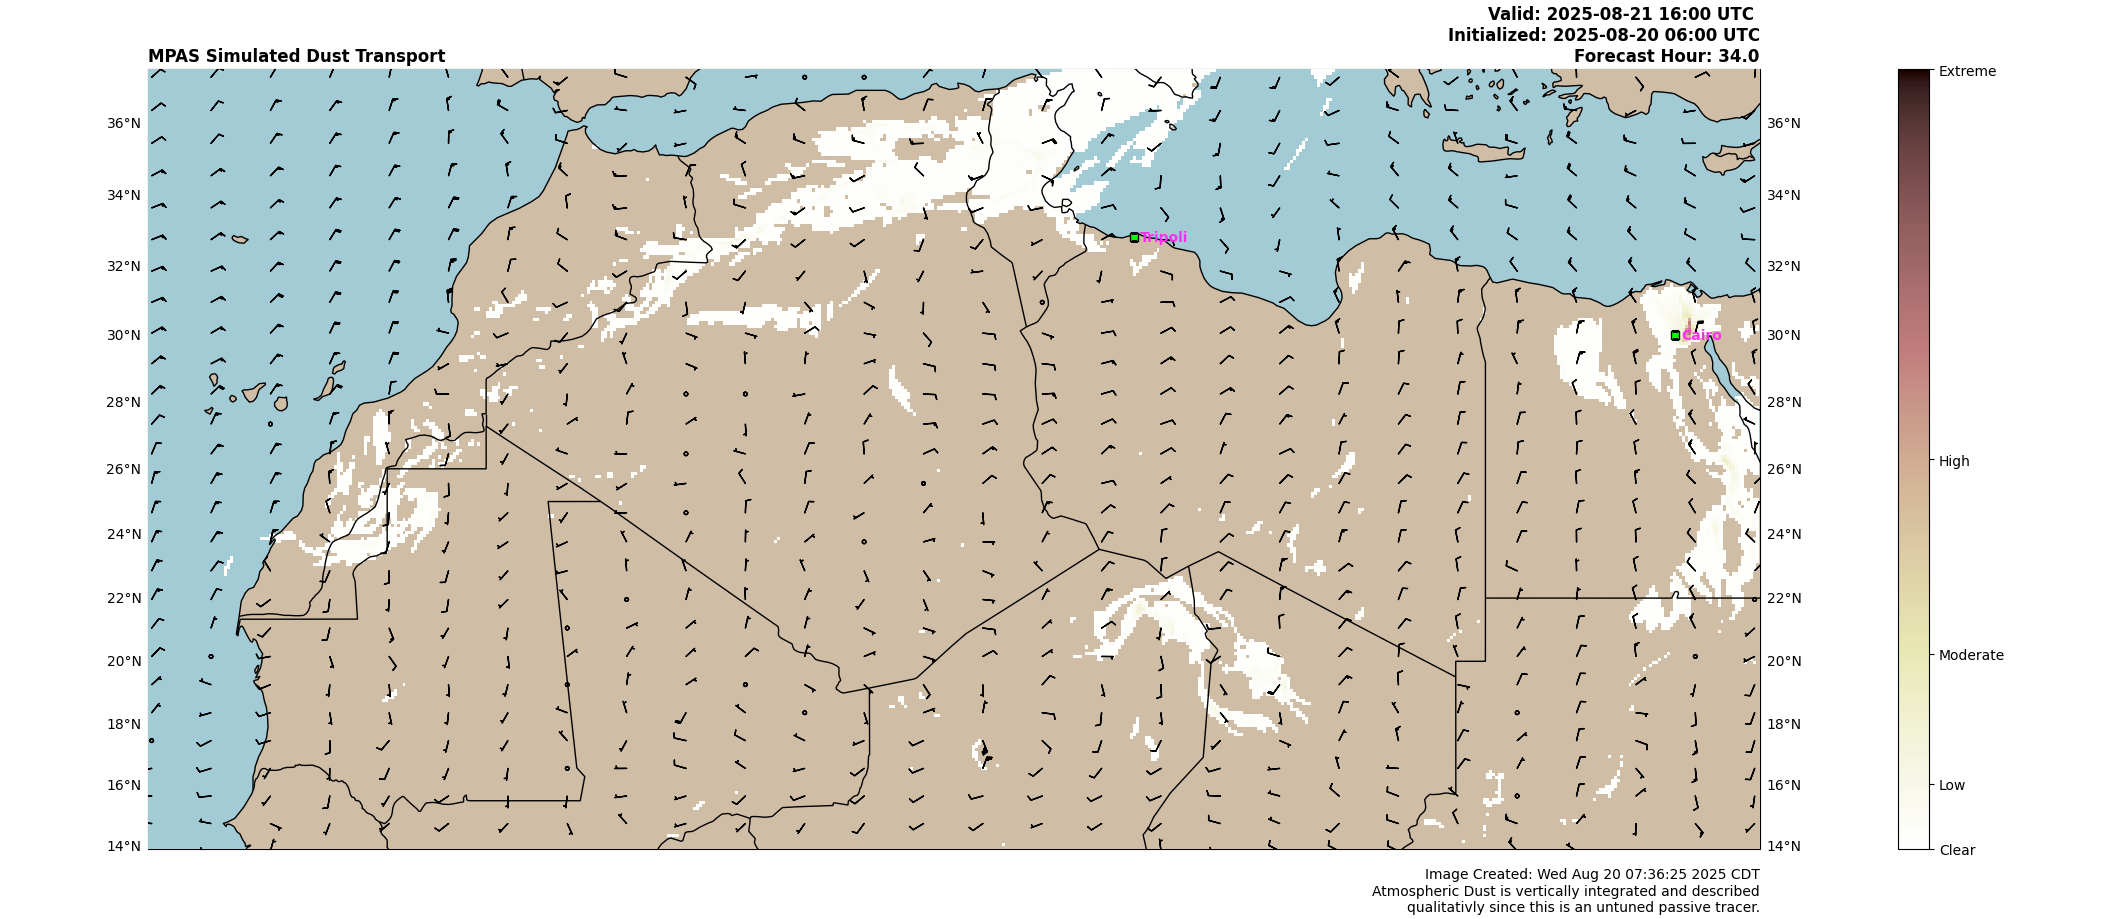 Valid: 2025-08-21 16:00 UTC
Initialized: 2025-08-20 06:00 UTC
MPAS Simulated Dust Transport
Forecast Hour: 34.0
Extreme
36°N
36°N
34°N
34°N
Tripoli
32°N
32°N
30°N
Cairo
30°N
28°N
28°N
High
26°N
26°N
24°N
24°N
22°N
22°N
Moderate
20°N
20°N
18°N
18°N
16°N
16°N
Low
14°N
14°N
Clear
Image Created: Wed Aug 20 07:36:25 2025 CDT
Atmospheric Dust is vertically integrated and described
qualitativly since this is an untuned passive tracer.